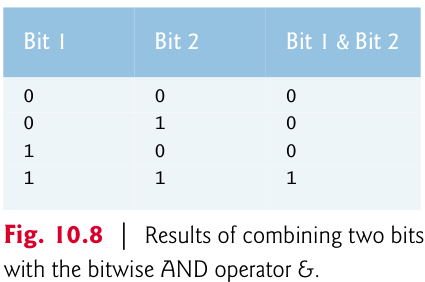 Bit 1 Bit 2 Bit 1 & Bit 2
0 0 0
0 1 0
1 0 0
1 1 1
Fig. 10.8 | Results of combining two bits
with the bitwise AND operator &.